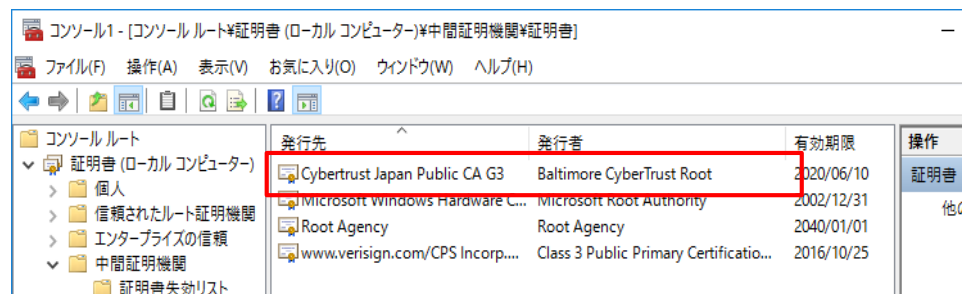 コンソール1 - [コンソール ルート¥証明書 (ローカル コンピューター)¥中間証明機関¥証明書]
ファイル(F) 操作(A) 表示(V) お気に入り(O) ウィンドウ(W) ヘルプ(H)
コンソール ルート
証明書 (ローカル コンピューター)
個人
信頼されたルート証明機関
エンタープライズの信頼
中間証明機関
証明書失効リスト
発行先 発行者 有効期限
Cybertrust Japan Public CA G3 Baltimore CyberTrust Root 2020/06/10
Microsoft Windows Hardware C... Microsoft Root Authority 2002/12/31
Root Agency Root Agency 2040/01/01
www.verisign.com/CPS Incorp.... Class 3 Public Primary Certificatio... 2016/10/25
操作
証明書
他の